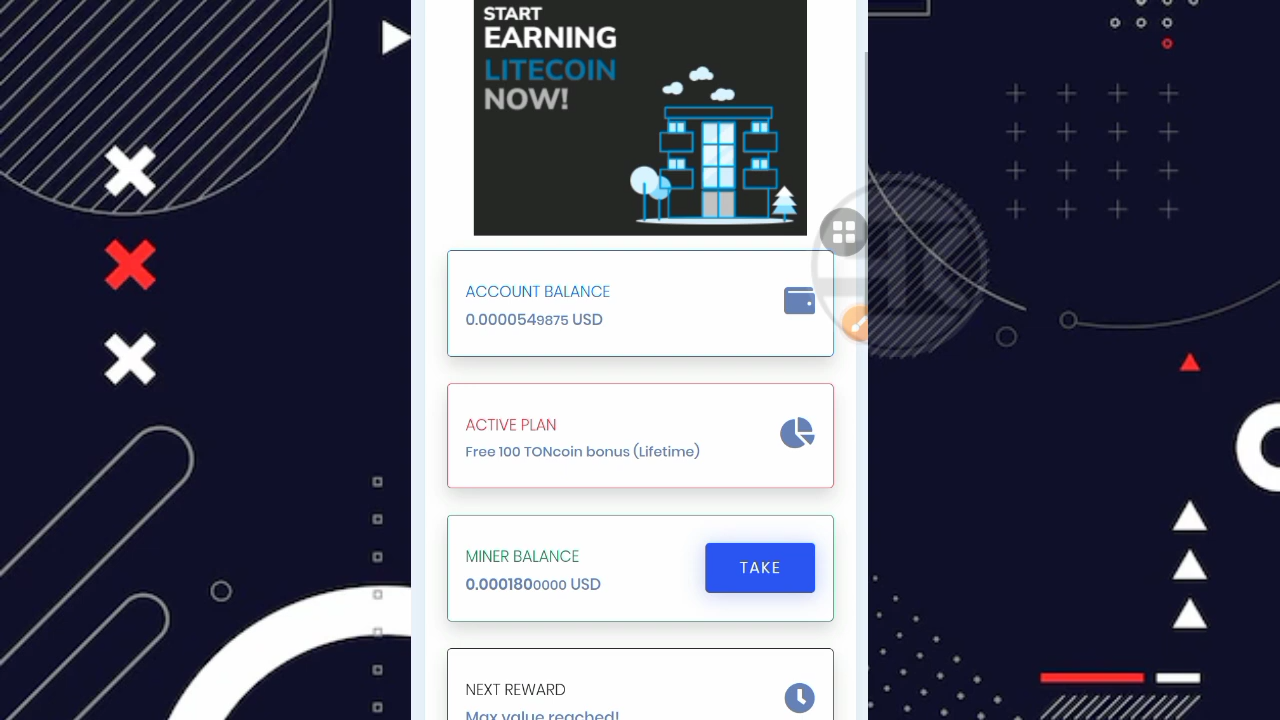 START
EARNING
LITECOIN
NOW!
ACCOUNT BALANCE
0.0000549875 USD
ACTIVE PLAN
Free 100 TONcoin bonus (Lifetime)
MINER BALANCE
0.0001800000 USD
TAKE
NEXT REWARD
Max value reached!